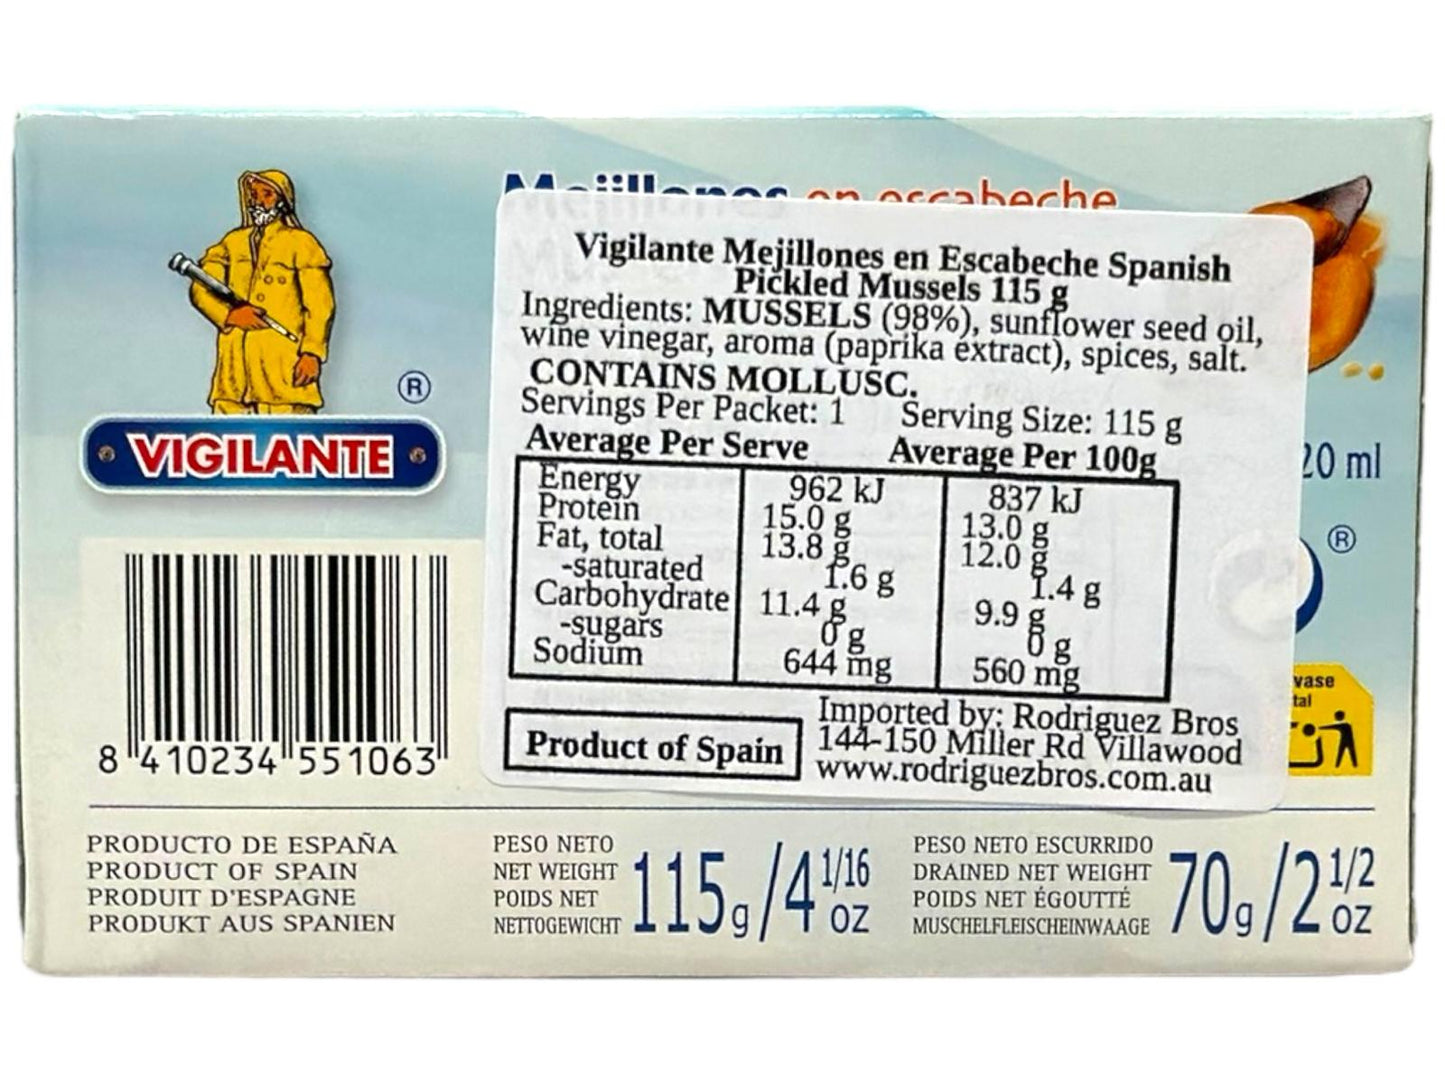 Mejillones en escabeche
Vigilante Mejillones en Escabeche Spanish
Pickled Mussels 115 g
Ingredients: MUSSELS (98%), sunflower seed oil,
wine vinegar, aroma (paprika extract), spices, salt.
CONTAINS MOLLUSC.
Servings Per Packet: 1 Serving Size: 115 g
Average Per Serve Average Per 100g
Energy 962 kJ 837 kJ
Protein 15.0 g 13.0 g
Fat, total 13.8 g 12.0 g
-saturated 1.6 g 1.4 g
Carbohydrate 11.4 g 9.9 g
-sugars 0 g 0 g
Sodium 644 mg 560 mg
Product of Spain
Imported by: Rodriguez Bros
144-150 Miller Rd Villawood
www.rodriguezbros.com.au
®
VIGILANTE
20 ml
®
8 410234 551063
PRODUCTO DE ESPAÑA
PRODUCT OF SPAIN
PRODUIT D'ESPAGNE
PRODUKT AUS SPANIEN
PESO NETO
NET WEIGHT
POIDS NET
NETTOGEWICHT
115g/4 1/16 OZ
PESO NETO ESCURRIDO
DRAINED NET WEIGHT
POIDS NET ÉGOUTTÉ
MUSCHELFLEISCHEINWAAGE
70g/2 1/2 OZ